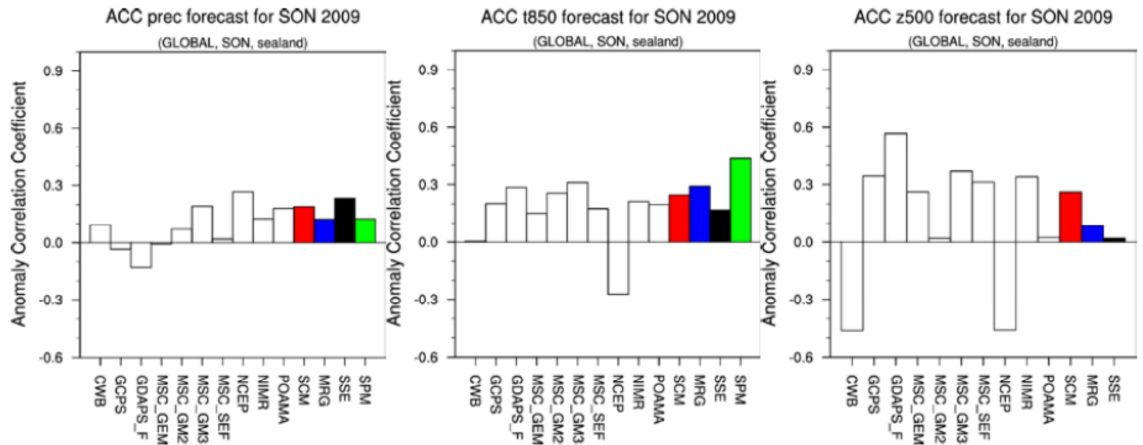 ACC prec forecast for SON 2009
(GLOBAL, SON, sealand)
Anomaly Correlation Coefficient
0.9
0.6
0.3
0.0
-0.3
-0.6
CWB
GCPS
GDAPS_F
MSC_GEM
MSC_GM2
MSC_GM3
MSC_SEF
NCEP
NIMR
POAMA
SCM
MRG
SSE
SPM
ACC t850 forecast for SON 2009
(GLOBAL, SON, sealand)
Anomaly Correlation Coefficient
0.9
0.6
0.3
0.0
-0.3
-0.6
CWB
GCPS
GDAPS_F
MSC_GEM
MSC_GM2
MSC_GM3
MSC_SEF
NCEP
NIMR
POAMA
SCM
MRG
SSE
SPM
ACC z500 forecast for SON 2009
(GLOBAL, SON, sealand)
Anomaly Correlation Coefficient
0.9
0.6
0.3
0.0
-0.3
-0.6
CWB
GCPS
GDAPS_F
MSC_GEM
MSC_GM2
MSC_GM3
MSC_SEF
NCEP
NIMR
POAMA
SCM
MRG
SSE